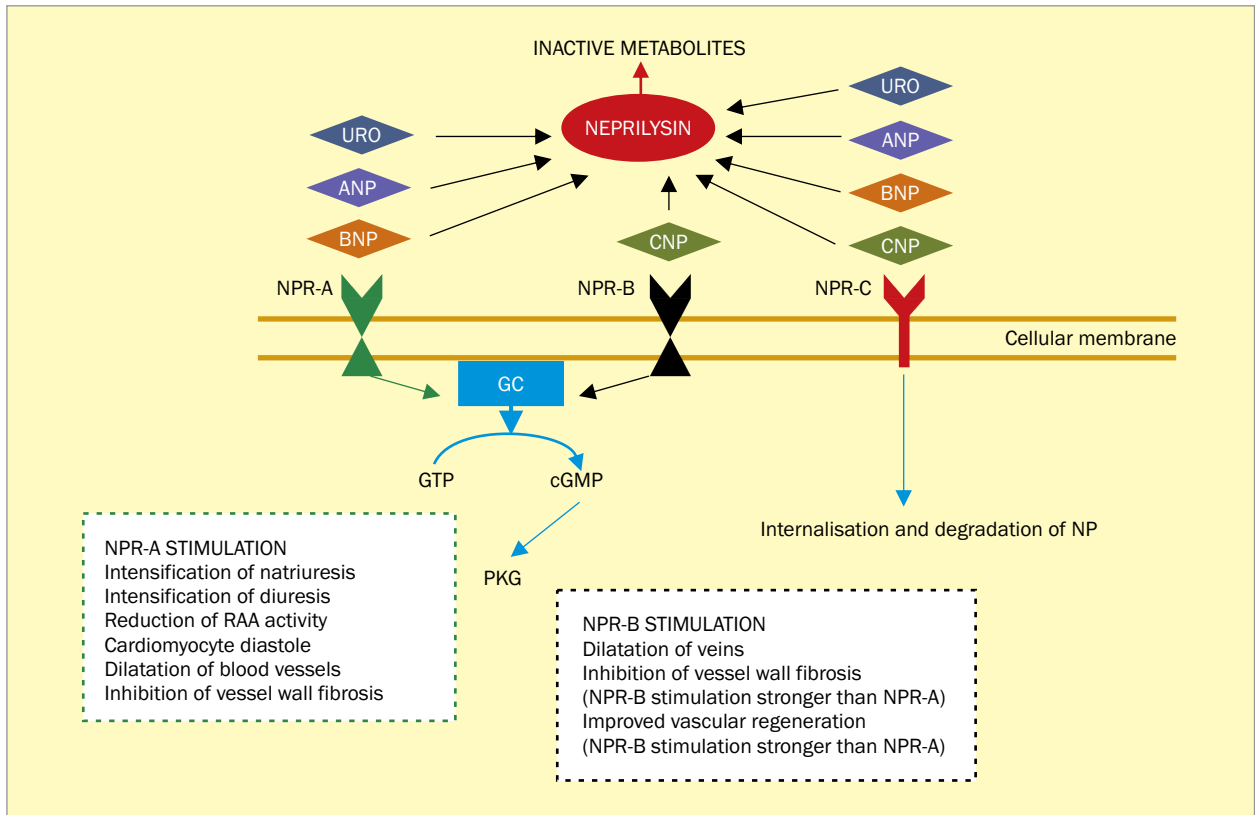 INACTIVE METABOLITES
NEPRILYSIN
URO
ANP
BNP
CNP
URO
ANP
BNP
CNP
NPR-A
NPR-B
NPR-C
Cellular membrane
GC
GTP
cGMP
PKG
Internalisation and degradation of NP
NPR-A STIMULATION
Intensification of natriuresis
Intensification of diuresis
Reduction of RAA activity
Cardiomyocyte diastole
Dilatation of blood vessels
Inhibition of vessel wall fibrosis
NPR-B STIMULATION
Dilatation of veins
Inhibition of vessel wall fibrosis
(NPR-B stimulation stronger than NPR-A)
Improved vascular regeneration
(NPR-B stimulation stronger than NPR-A)